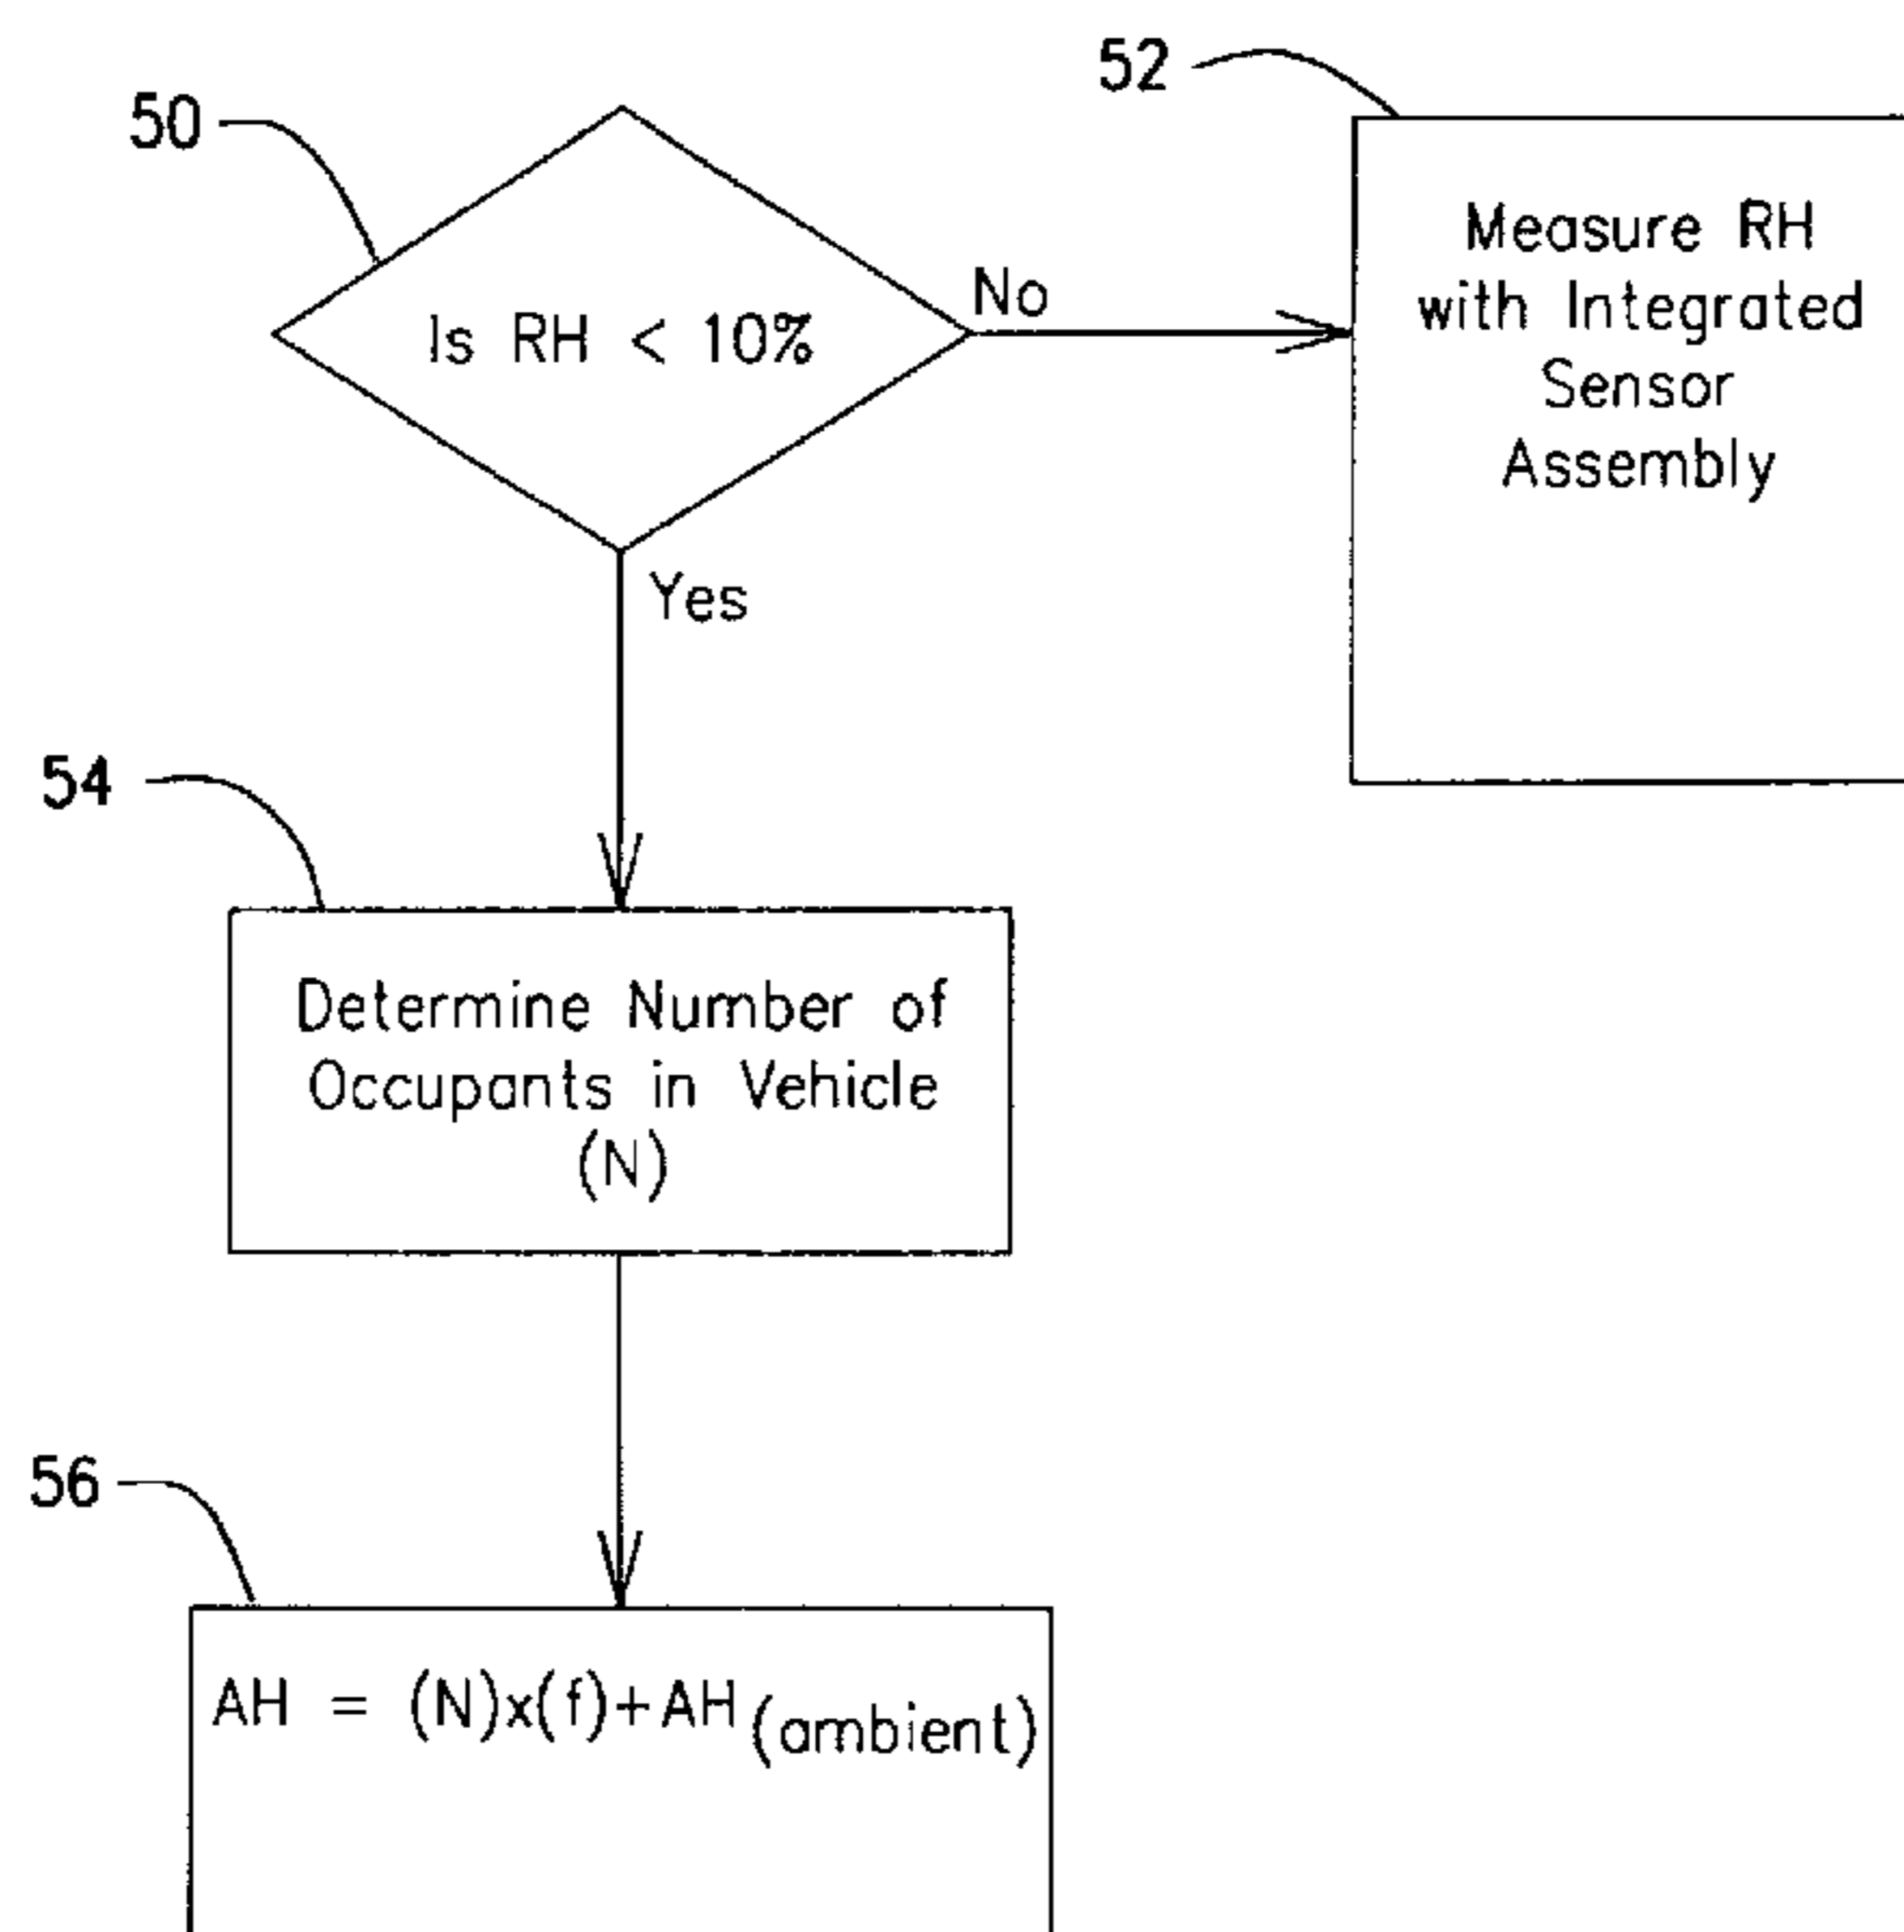 52
50
Measure RH
with Integrated
Sensor
Assembly
No
Is RH < 10%
Yes
54
Determine Number of
Occupants in Vehicle
(N)
56
AH = (N)x(f)+AH(ambient)